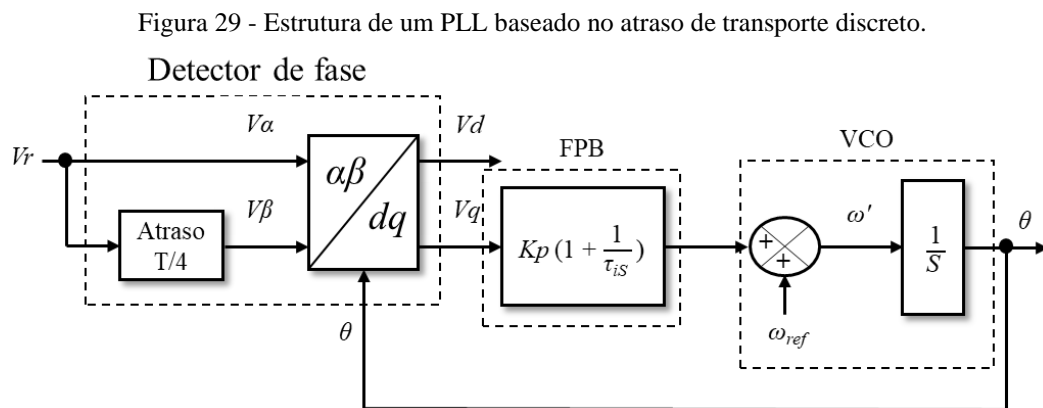 Figura 29 - Estrutura de um PLL baseado no atraso de transporte discreto.
Detector de fase
Vr
Vα
Vd
αβ
dq
Atraso
T/4
Vβ
Vq
θ
FPB
Kp (1 + 1/τiS)
VCO
+
+
ω'
ωref
1/S
θ